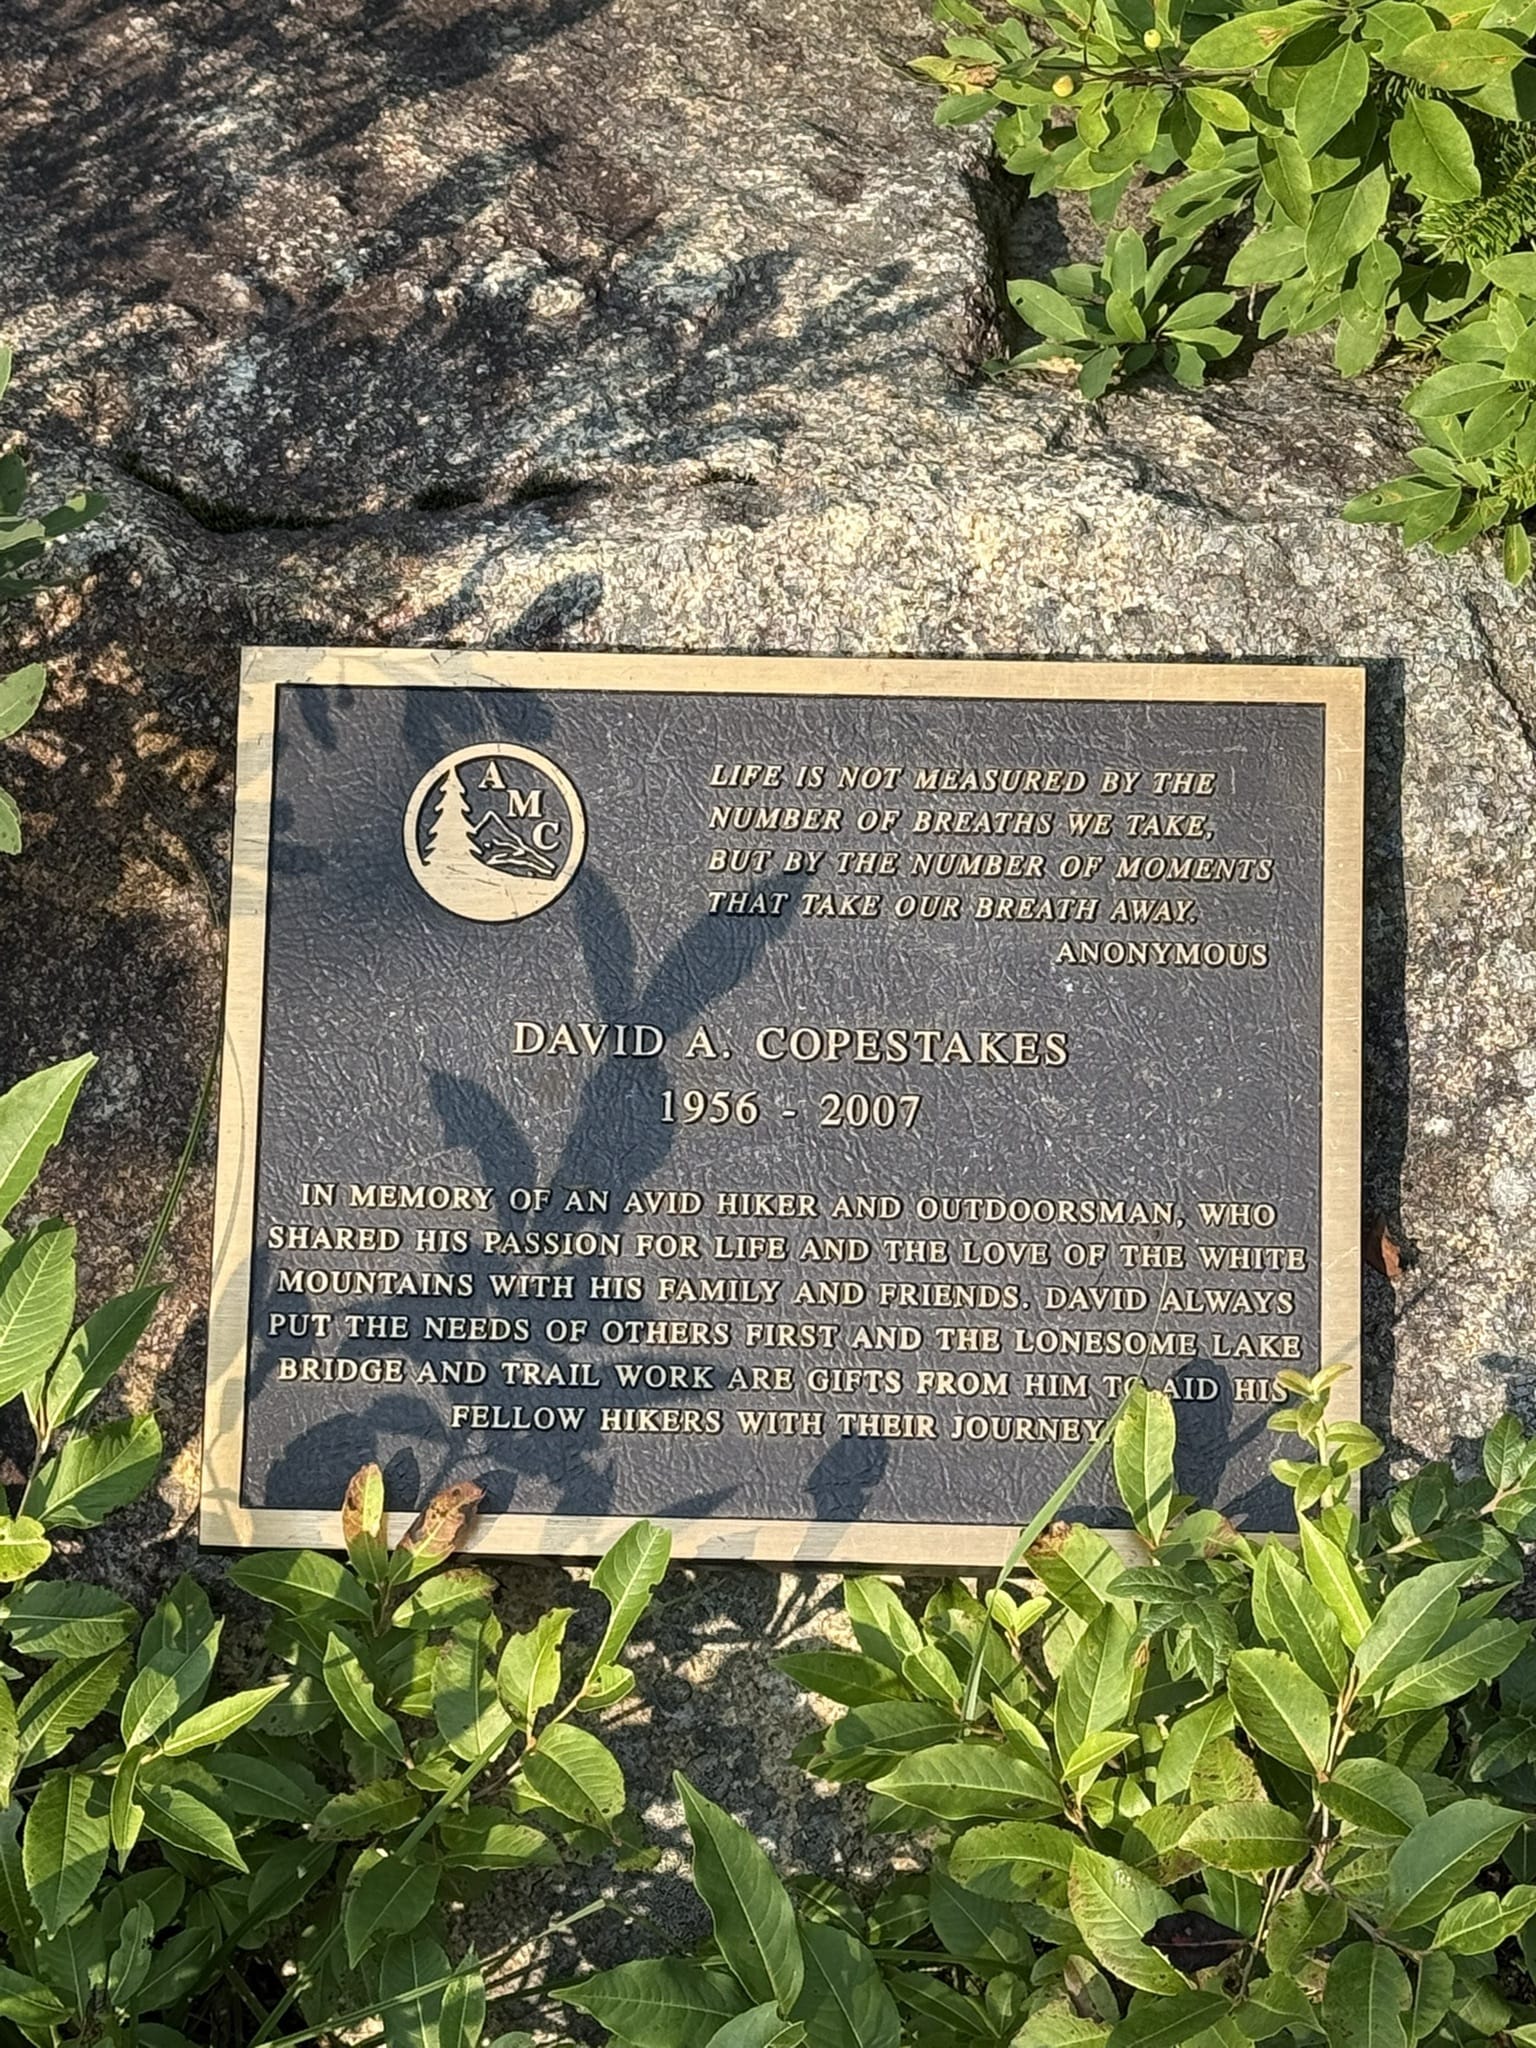 A
M
C
LIFE IS NOT MEASURED BY THE
NUMBER OF BREATHS WE TAKE,
BUT BY THE NUMBER OF MOMENTS
THAT TAKE OUR BREATH AWAY.
ANONYMOUS
DAVID A. COPESTAKES
1956 - 2007
IN MEMORY OF AN AVID HIKER AND OUTDOORSMAN, WHO
SHARED HIS PASSION FOR LIFE AND THE LOVE OF THE WHITE
MOUNTAINS WITH HIS FAMILY AND FRIENDS. DAVID ALWAYS
PUT THE NEEDS OF OTHERS FIRST AND THE LONESOME LAKE
BRIDGE AND TRAIL WORK ARE GIFTS FROM HIM TO AID HIS
FELLOW HIKERS WITH THEIR JOURNEY